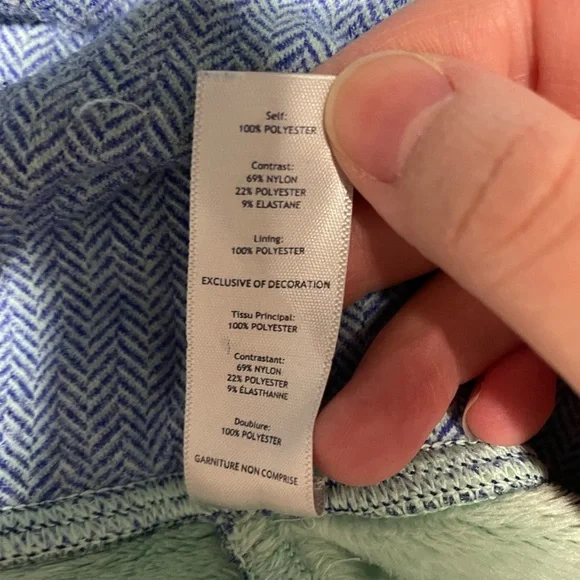 Self:
100% POLYESTER
Contrast:
69% NYLON
22% POLYESTER
9% ELASTANE
Lining:
100% POLYESTER
EXCLUSIVE OF DECORATION
Tissu Principal:
100% POLYESTER
Contrastant:
69% NYLON
22% POLYESTER
9% ÉLASTHANNE
Doublure:
100% POLYESTER
GARNITURE NON COMPRISE